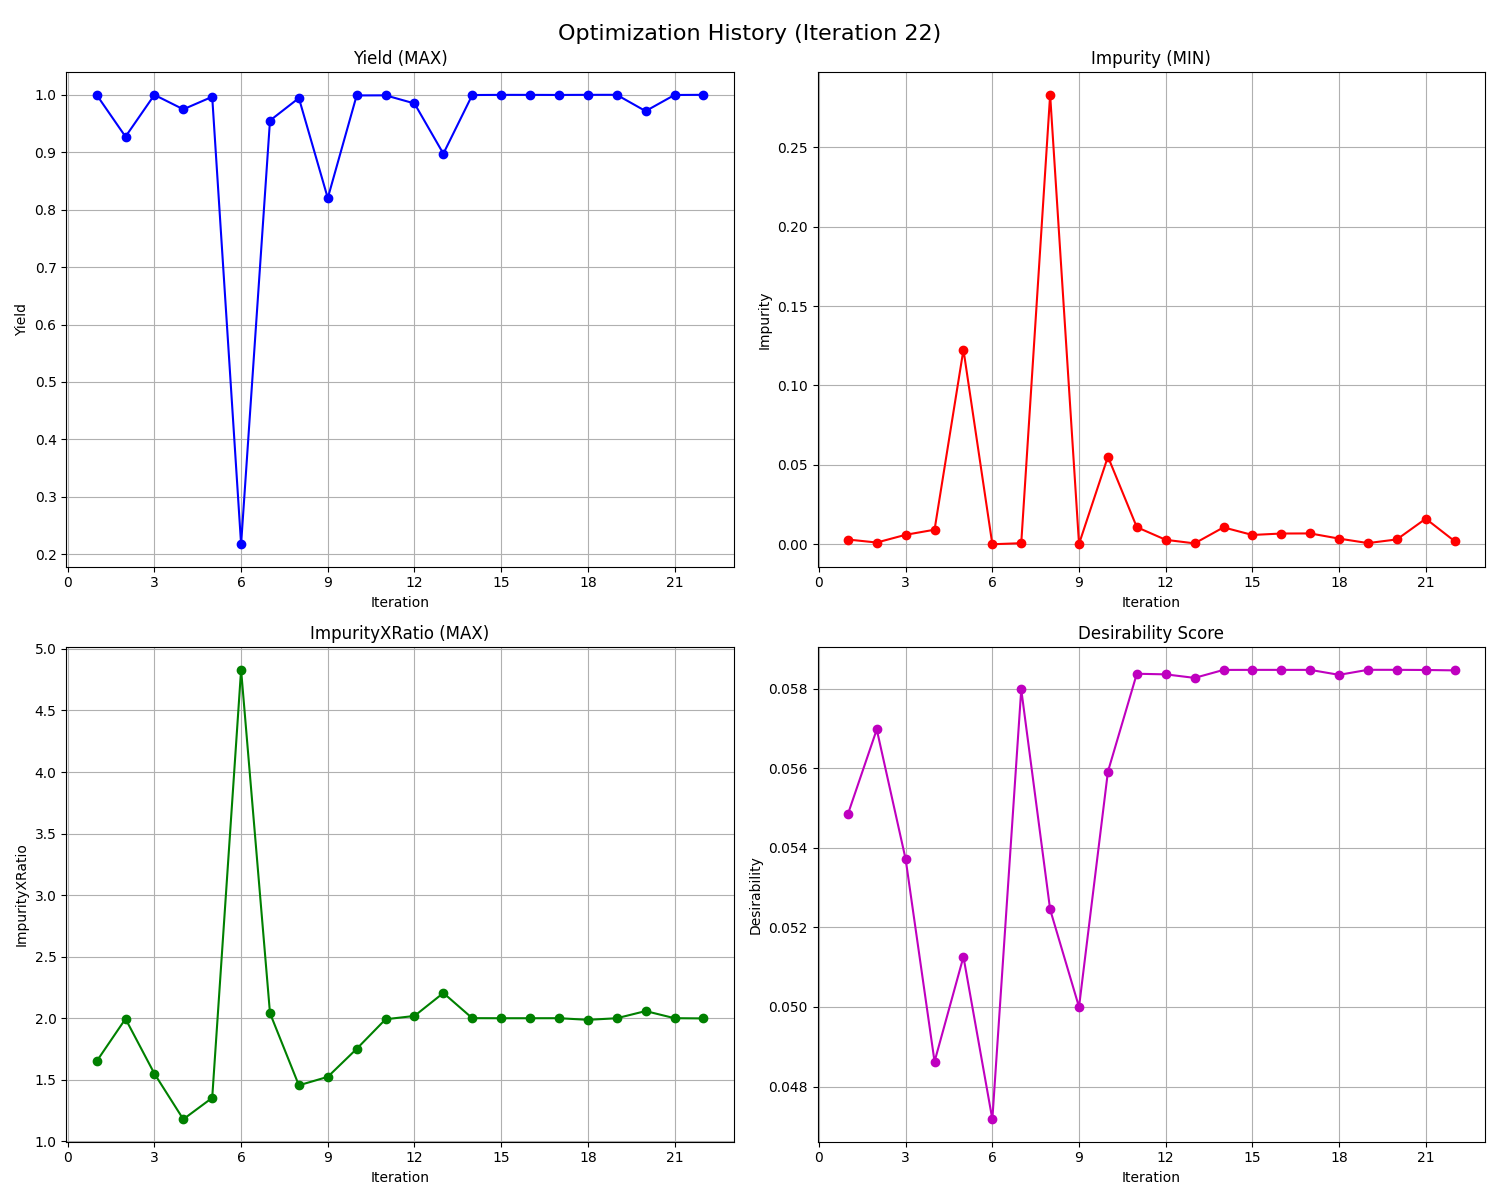 Optimization History (Iteration 22)
Yield (MAX)
1.0
0.9
0.8
0.7
0.6
0.5
0.4
0.3
0.2
Yield
0 3 6 9 12 15 18 21
Iteration
Impurity (MIN)
0.25
0.20
0.15
0.10
0.05
0.00
Impurity
0 3 6 9 12 15 18 21
Iteration
ImpurityXRatio (MAX)
5.0
4.5
4.0
3.5
3.0
2.5
2.0
1.5
1.0
ImpurityXRatio
0 3 6 9 12 15 18 21
Iteration
Desirability Score
0.058
0.056
0.054
0.052
0.050
0.048
Desirability
0 3 6 9 12 15 18 21
Iteration